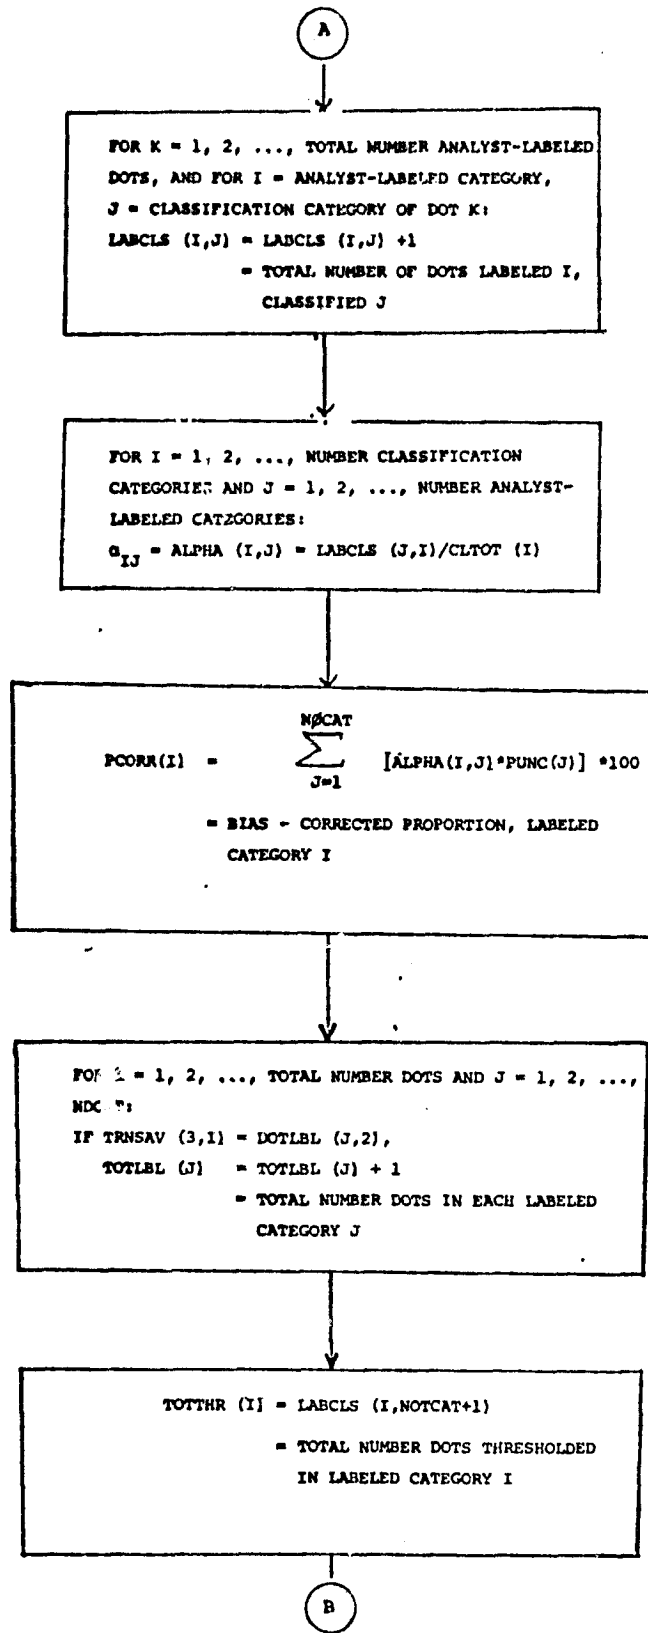 A
FOR K = 1, 2, ..., TOTAL NUMBER ANALYST-LABELED
DOTS, AND FOR I = ANALYST-LABELED CATEGORY,
J = CLASSIFICATION CATEGORY OF DOT K:
LABCLS (I,J) = LABCLS (I,J) +1
= TOTAL NUMBER OF DOTS LABELED I,
CLASSIFIED J
FOR I = 1, 2, ..., NUMBER CLASSIFICATION
CATEGORIES AND J = 1, 2, ..., NUMBER ANALYST-
LABELED CATEGORIES:
α_IJ = ALPHA (I,J) = LABCLS (J,I)/CLTOT (I)
NØCAT
PCORR(I) = ∑ [ALPHA(I,J)*PUNC(J)] *100
J=1
= BIAS - CORRECTED PROPORTION, LABELED
CATEGORY I
FOR = 1, 2, ..., TOTAL NUMBER DOTS AND J = 1, 2, ...,
IF TRNSAV (3,I) = DOTLBL (J,2),
TOTLBL (J) = TOTLBL (J) + 1
= TOTAL NUMBER DOTS IN EACH LABELED
CATEGORY J
TOTTHR (I) = LABCLS (I,NOTCAT+1)
= TOTAL NUMBER DOTS THRESHOLDED
IN LABELED CATEGORY I
B